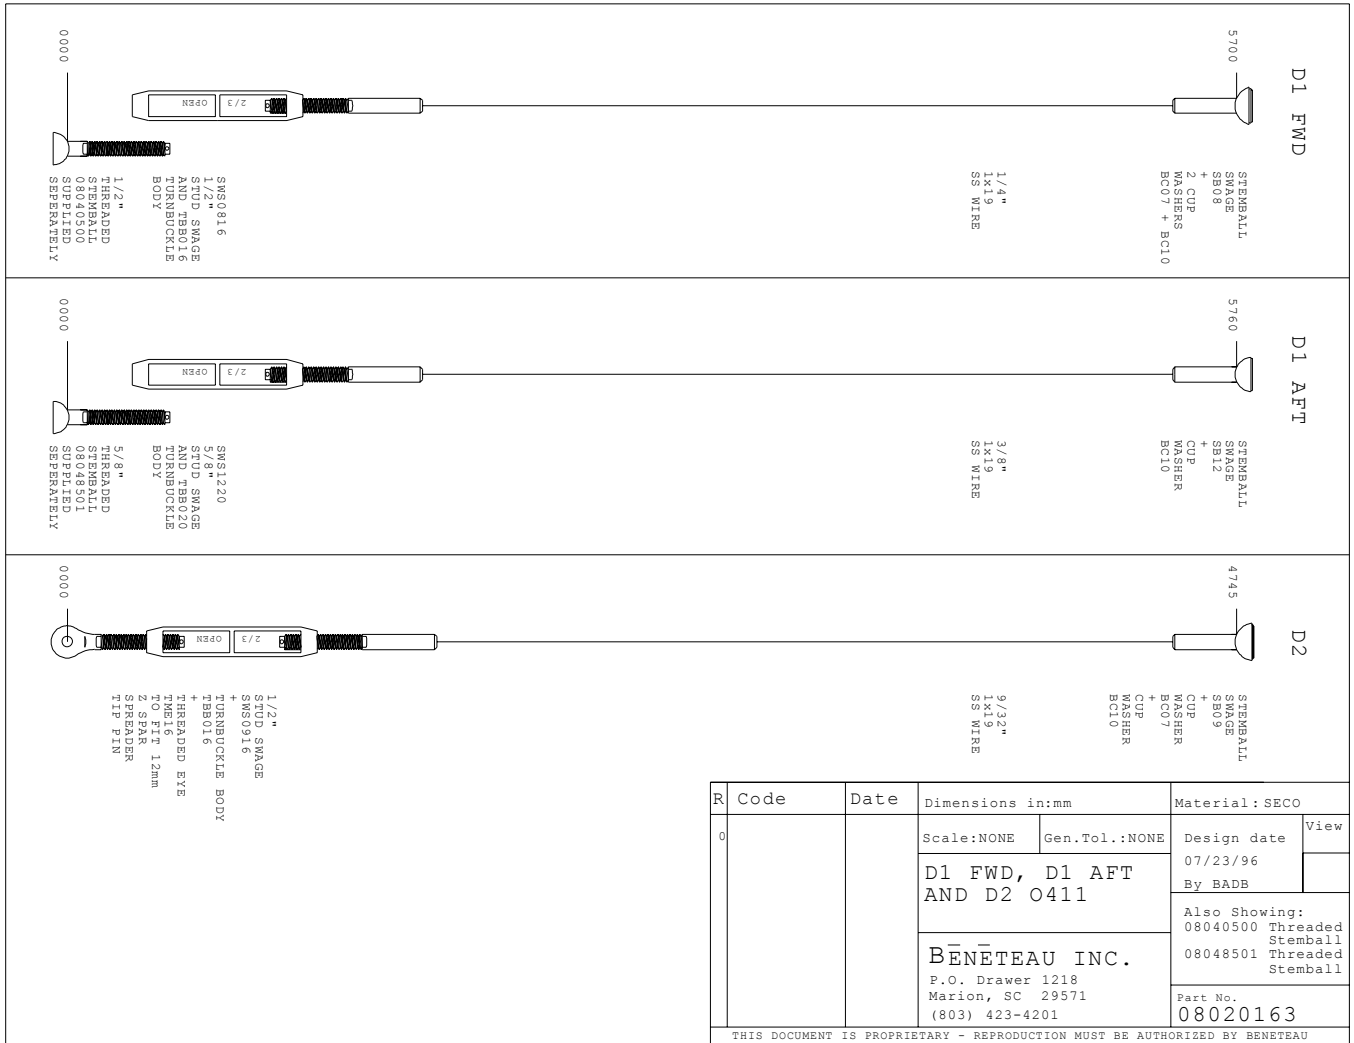 D1 FWD
5700
0000
OPEN
2/3
STEMBALL
SWAGE
SB08
+
2 CUP
WASHERS
BC07 + BC10
1/4"
1x19
SS WIRE
SWS0816
1/2"
STUD SWAGE
AND TBB016
TURNBUCKLE
BODY
1/2"
THREADED
STEMBALL
08040500
SUPPLIED
SEPERATELY
D1 AFT
5760
0000
OPEN
2/3
STEMBALL
SWAGE
SB12
+
CUP
WASHER
BC10
3/8"
1x19
SS WIRE
SWS1220
5/8"
STUD SWAGE
AND TBB020
TURNBUCKLE
BODY
5/8"
THREADED
STEMBALL
08048501
SUPPLIED
SEPERATELY
D2
4745
0000
OPEN
2/3
STEMBALL
SWAGE
SB09
+
CUP
WASHER
BC07
+
CUP
WASHER
BC10
9/32"
1x19
SS WIRE
1/2"
STUD SWAGE
SWS0916
+
TURNBUCKLE BODY
TBB016
+
THREADED EYE
TME16
TO FIT 12mm
Z SPAR
SPREADER
TIP PIN
R Code Date
0
Dimensions in:mm
Material:SECO
Scale:NONE Gen.Tol.:NONE
Design date
07/23/96
By BADB
View
D1 FWD, D1 AFT
AND D2 O411
Also Showing:
08040500 Threaded
Stemball
08048501 Threaded
Stemball
BĒNĒTEAU INC.
P.O. Drawer 1218
Marion, SC 29571
(803) 423-4201
Part No.
08020163
THIS DOCUMENT IS PROPRIETARY - REPRODUCTION MUST BE AUTHORIZED BY BENETEAU